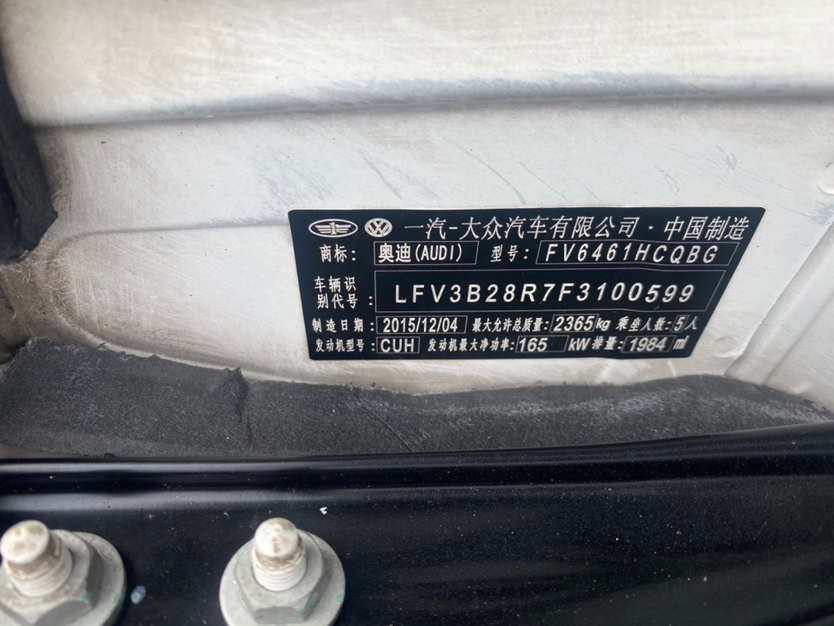 一汽-大众汽车有限公司·中国制造
商标: 奥迪(AUDI) 型号: FV6461HCQBG
车辆识
别代号: LFV3B28R7F3100599
制造日期: 2015/12/04 最大允许总质量: 2365kg 乘坐人数: 5人
发动机型号: CUH 发动机最大净功率: 165 kW 排量: 1984 ml